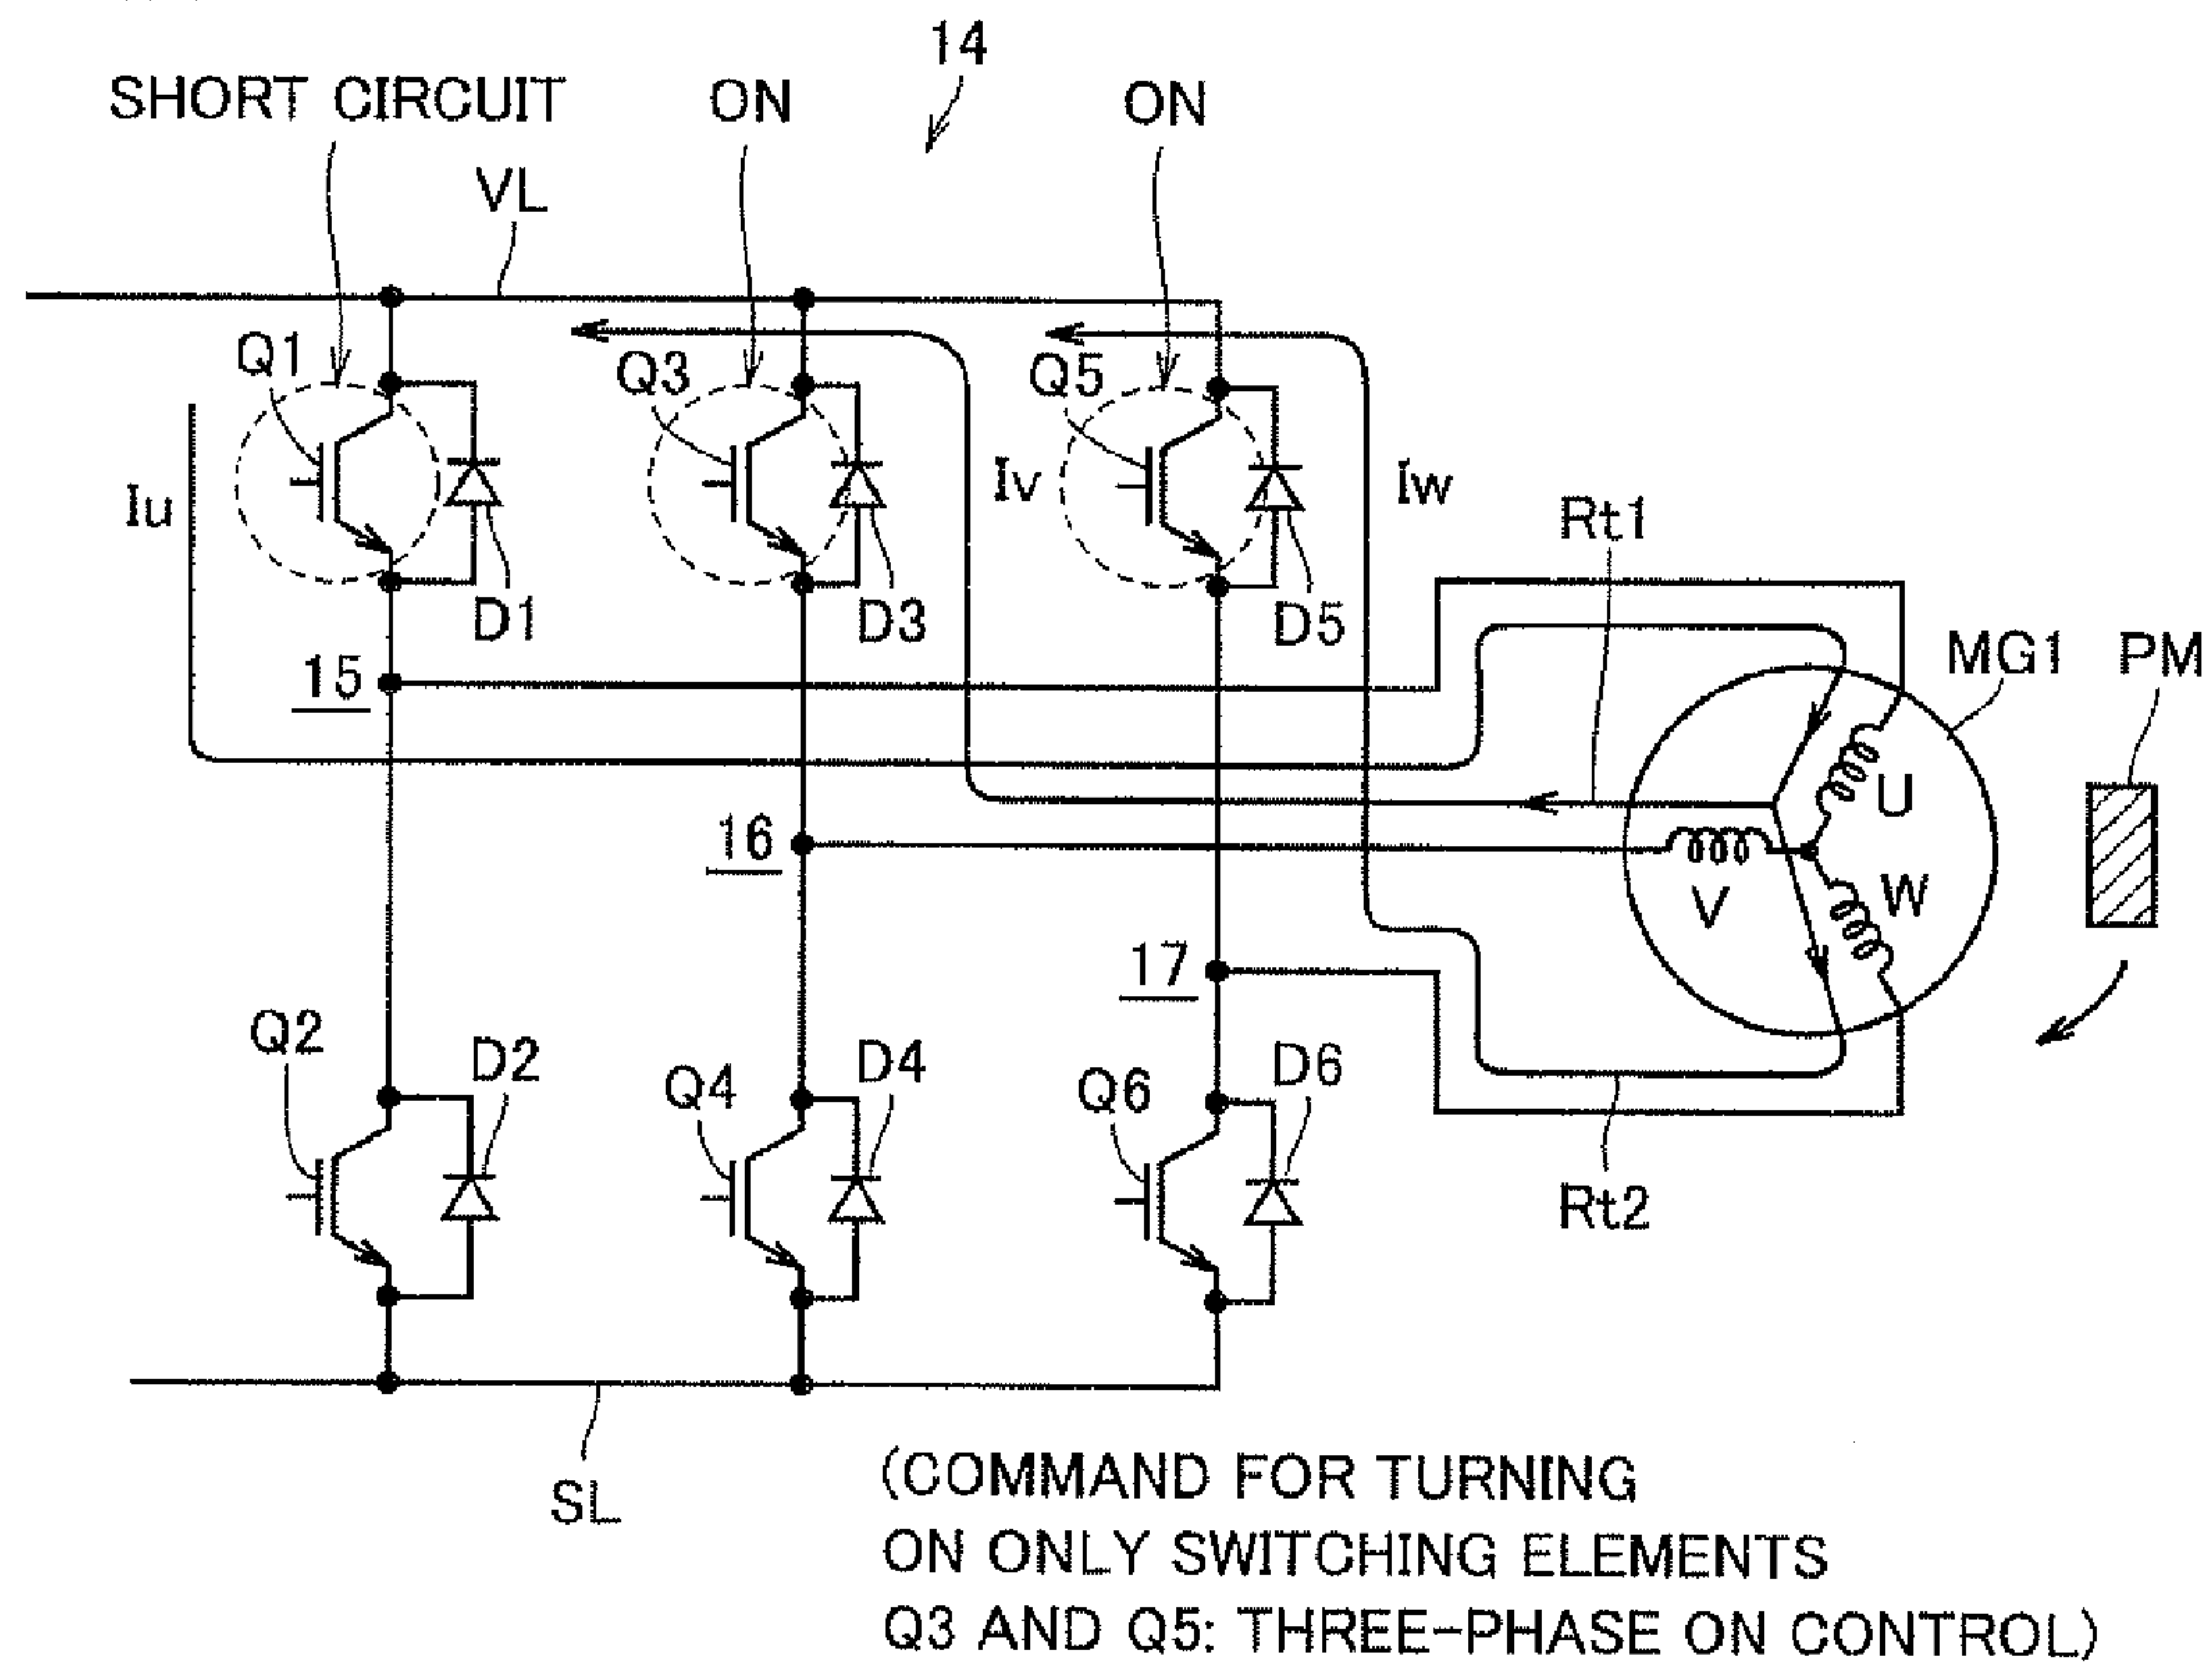 14
SHORT CIRCUIT
ON
ON
VL
Q1
Q3
Q5
Iu
Iv
Iw
Rt1
D1
D3
D5
MG1
PM
15
16
17
U
V
W
Q2
D2
Q4
D4
Q6
D6
Rt2
SL
(COMMAND FOR TURNING
ON ONLY SWITCHING ELEMENTS
Q3 AND Q5: THREE-PHASE ON CONTROL)